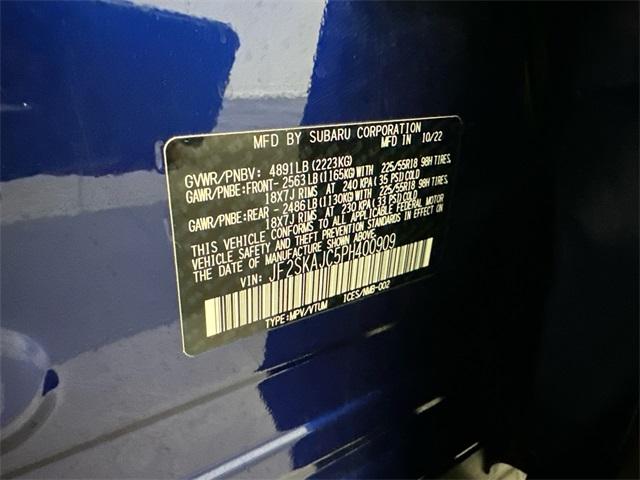 MFD BY SUBARU CORPORATION
MFD IN 10/22
GVWR/PNBV: 4891LB(2223KG)
GAWR/PNBE:FRONT-2563LB(1165KG)WITH 225/55R18 98H TIRES,
18X7J RIMS AT 240 KPA(35 PSI)COLD
GAWR/PNBE:REAR -2486LB(1130KG)WITH 225/55R18 98H TIRES,
18X7J RIMS AT 230 KPA(33 PSI)COLD
THIS VEHICLE CONFORMS TO ALL APPLICABLE FEDERAL MOTOR
VEHICLE SAFETY, BUMPER, AND THEFT PREVENTION STANDARDS IN EFFECT ON
THE DATE OF MANUFACTURE SHOWN ABOVE.
VIN: JF2SKAJC5PH400909
TYPE:MPV/VTUM ICES/NMB-002